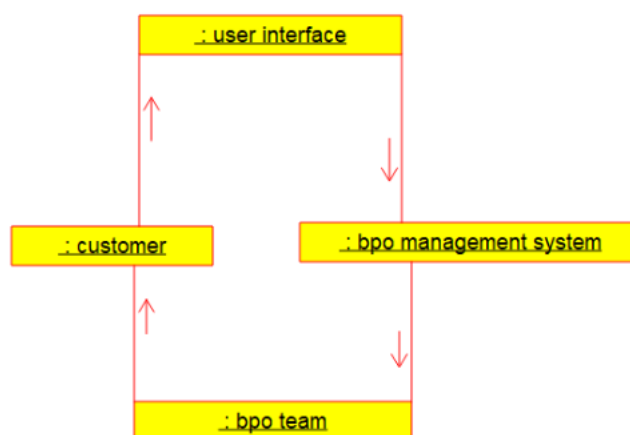 : user interface
: customer
: bpo management system
: bpo team